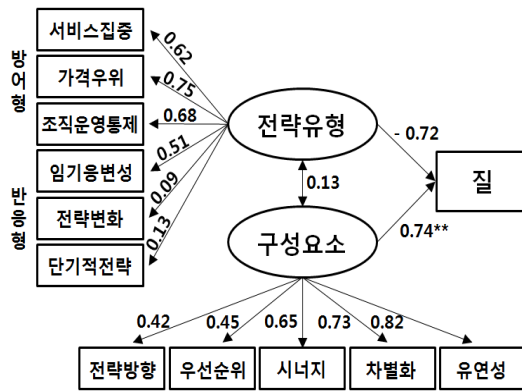 서비스집중
가격우위
조직운영통제
임기응변성
전략변화
단기적전략
방어형
반응형
0.62
0.75
0.68
0.51
0.09
0.13
전략유형
- 0.72
0.13
질
구성요소
0.74**
0.42
0.45
0.65
0.73
0.82
전략방향
우선순위
시너지
차별화
유연성